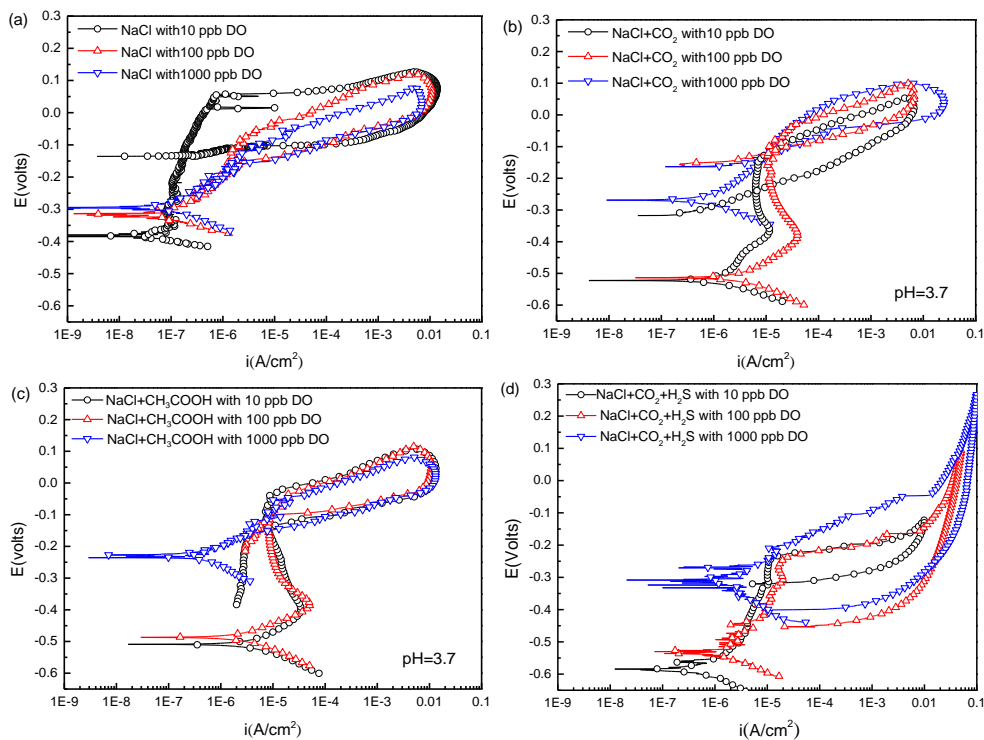 (a)
NaCl with10 ppb DO
NaCl with100 ppb DO
NaCl with1000 ppb DO
0.3
0.2
0.1
0.0
-0.1
-0.2
-0.3
-0.4
-0.5
-0.6
E(volts)
1E-9 1E-8 1E-7 1E-6 1E-5 1E-4 1E-3 0.01 0.1
i(A/cm²)
(b)
NaCl+CO₂ with10 ppb DO
NaCl+CO₂ with100 ppb DO
NaCl+CO₂ with1000 ppb DO
0.3
0.2
0.1
0.0
-0.1
-0.2
-0.3
-0.4
-0.5
-0.6
E(volts)
pH=3.7
1E-9 1E-8 1E-7 1E-6 1E-5 1E-4 1E-3 0.01 0.1
i(A/cm²)
(c)
NaCl+CH₃COOH with 10 ppb DO
NaCl+CH₃COOH with 100 ppb DO
NaCl+CH₃COOH with 1000 ppb DO
0.3
0.2
0.1
0.0
-0.1
-0.2
-0.3
-0.4
-0.5
-0.6
E(volts)
pH=3.7
1E-9 1E-8 1E-7 1E-6 1E-5 1E-4 1E-3 0.01 0.1
i(A/cm²)
(d)
NaCl+CO₂+H₂S with 10 ppb DO
NaCl+CO₂+H₂S with 100 ppb DO
NaCl+CO₂+H₂S with 1000 ppb DO
0.3
0.2
0.1
0.0
-0.1
-0.2
-0.3
-0.4
-0.5
-0.6
E(Volts)
1E-9 1E-8 1E-7 1E-6 1E-5 1E-4 1E-3 0.01 0.1
i(A/cm²)